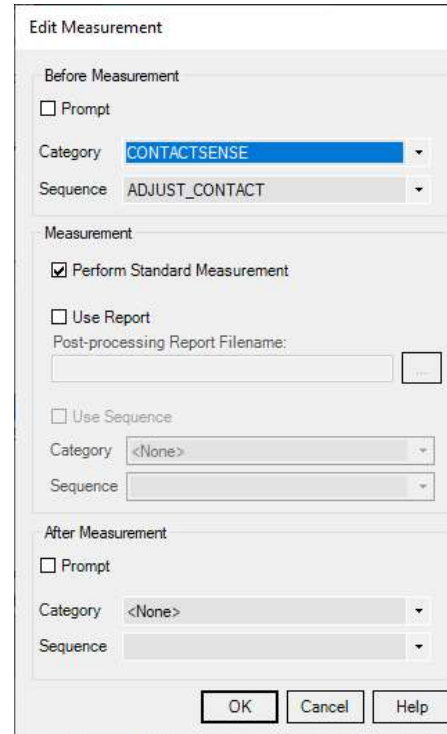 Edit Measurement
Before Measurement
Prompt
Category CONTACTSENSE
Sequence ADJUST_CONTACT
Measurement
Perform Standard Measurement
Use Report
Post-processing Report Filename:
...
Use Sequence
Category <None>
Sequence
After Measurement
Prompt
Category <None>
Sequence
OK Cancel Help